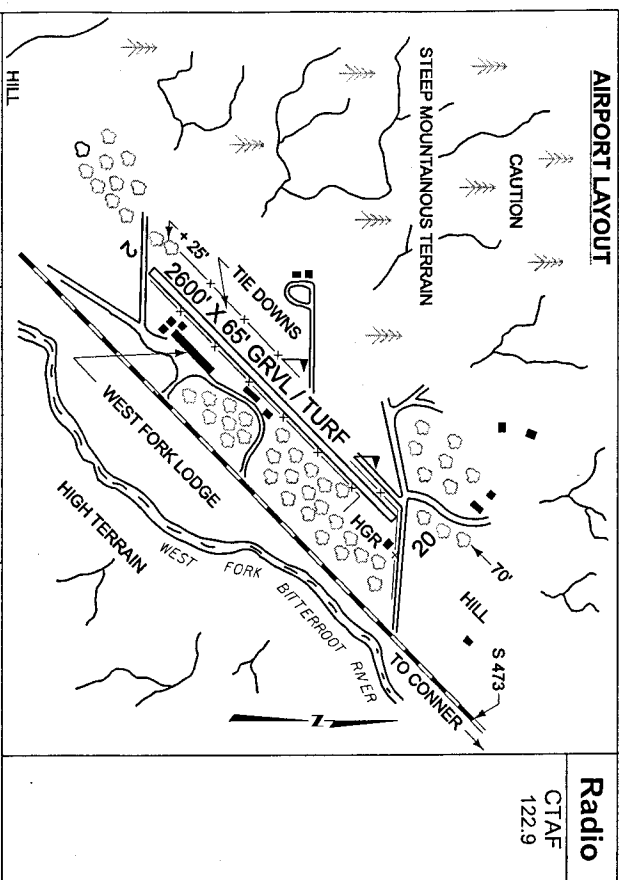 AIRPORT LAYOUT
Radio
CTAF
122.9
CAUTION
STEEP MOUNTAINOUS TERRAIN
HILL
2
+ 25'
TIE DOWNS
2600' X 65' GRVL / TURF
WEST FORK LODGE
HGR
20
70'
HILL
S 473
TO CONNER
HIGH TERRAIN
WEST FORK BITTERROOT RIVER
N